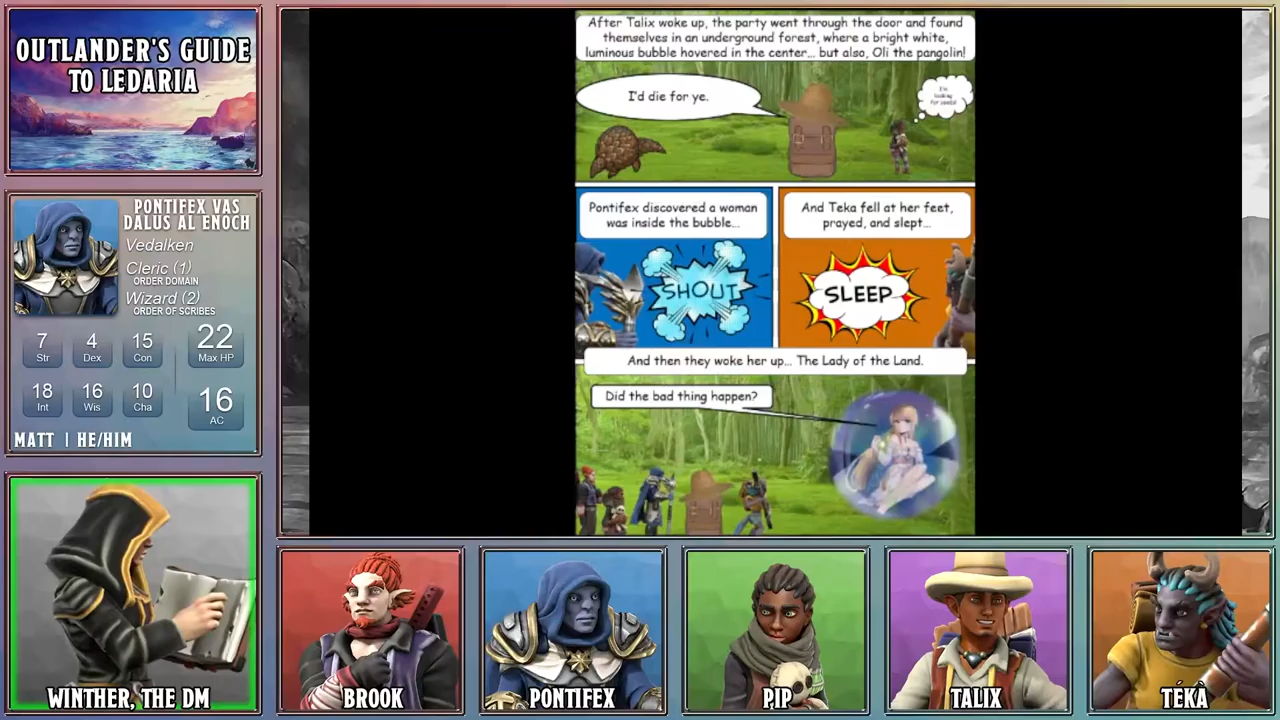 OUTLANDER'S GUIDE
TO LEDARIA
PONTIFEX VAS
DALUS AL ENOCH
Vedalken
Cleric (1)
ORDER DOMAIN
Wizard (2)
ORDER OF SCRIBES
7
Str
4
Dex
15
Con
22
Max HP
18
Int
16
Wis
10
Cha
16
AC
MATT | HE/HIM
After Talix woke up, the party went through the door and found
themselves in an underground forest, where a bright white,
luminous bubble hovered in the center... but also, Oli the pangolin!
I'd die for ye.
I'm
looking
Pontifex discovered a woman
was inside the bubble...
SHOUT
And Teka fell at her feet,
prayed, and slept...
SLEEP
And then they woke her up... The Lady of the Land.
Did the bad thing happen?
WINTHER, THE DM
BROOK
PONTIFEX
PIP
TALIX
TÉKÀ